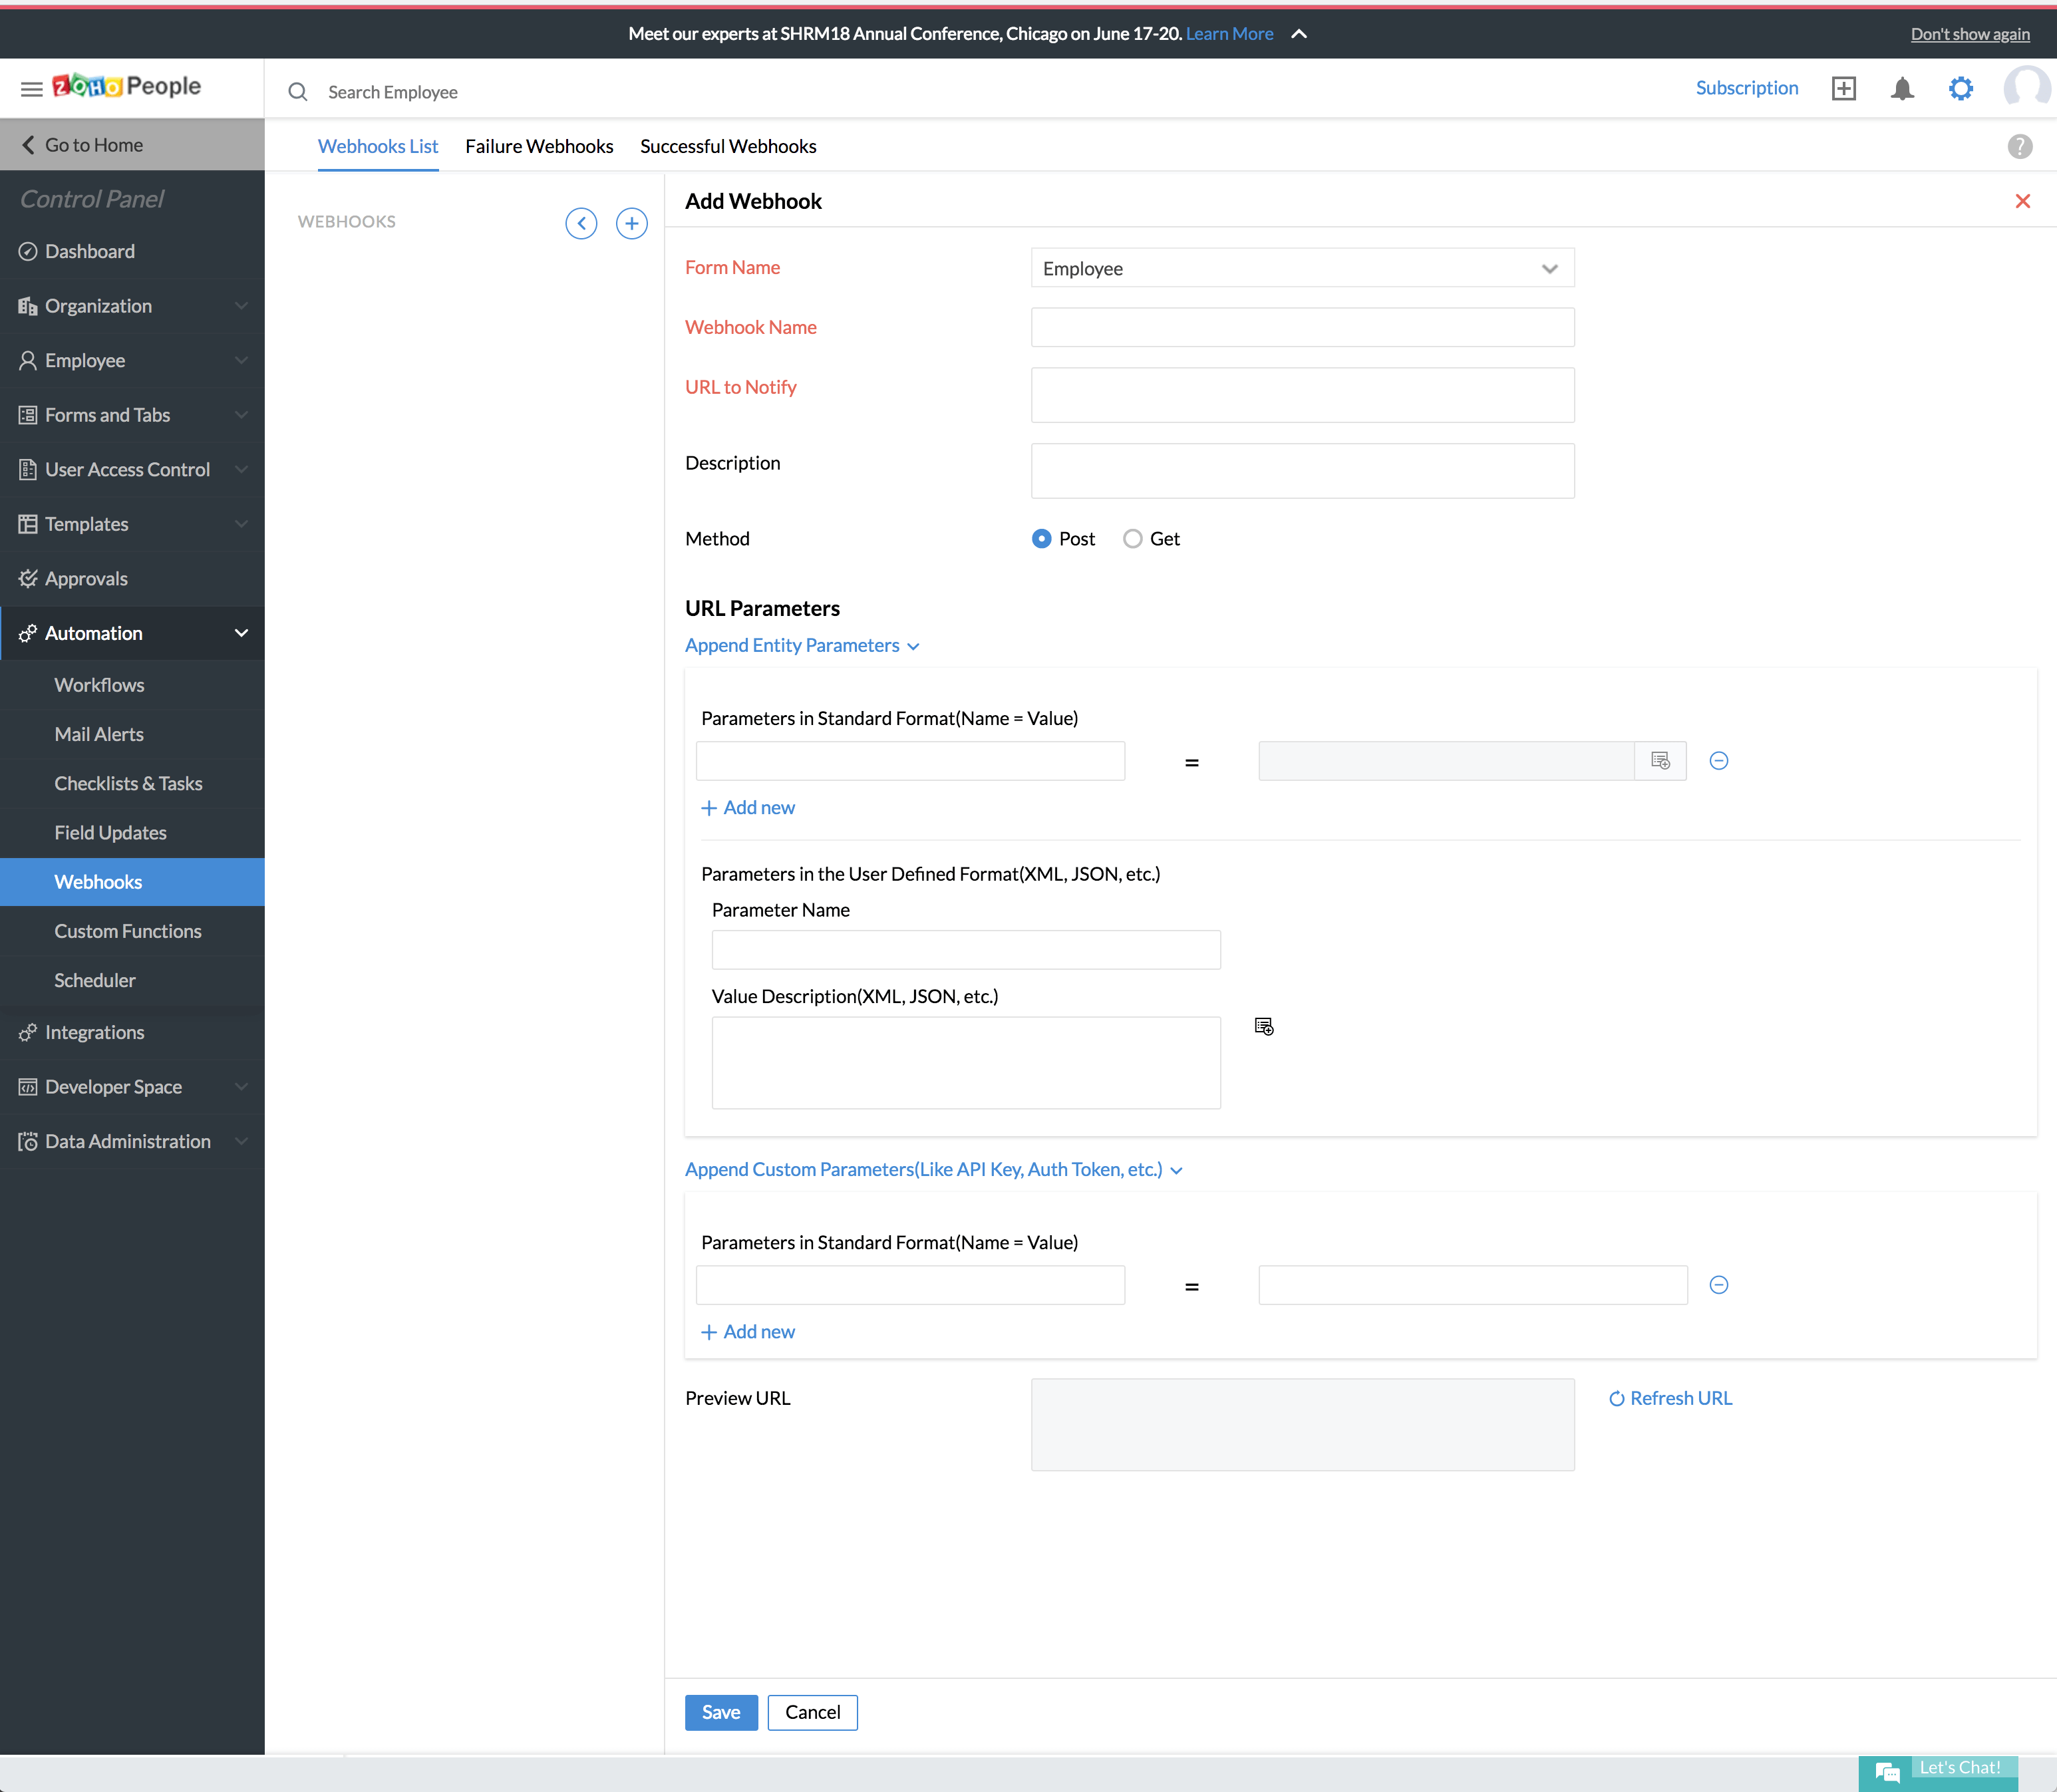 Meet our experts at SHRM18 Annual Conference, Chicago on June 17-20. Learn More
Don't show again
ZOHO People
Search Employee
Subscription
Go to Home
Webhooks List
Failure Webhooks
Successful Webhooks
?
Control Panel
Dashboard
Organization
Employee
Forms and Tabs
User Access Control
Templates
Approvals
Automation
Workflows
Mail Alerts
Checklists & Tasks
Field Updates
Webhooks
Custom Functions
Scheduler
Integrations
Developer Space
Data Administration
WEBHOOKS
Add Webhook
Form Name
Employee
Webhook Name
URL to Notify
Description
Method
Post
Get
URL Parameters
Append Entity Parameters
Parameters in Standard Format(Name = Value)
=
+ Add new
Parameters in the User Defined Format(XML, JSON, etc.)
Parameter Name
Value Description(XML, JSON, etc.)
Append Custom Parameters(Like API Key, Auth Token, etc.)
Parameters in Standard Format(Name = Value)
=
+ Add new
Preview URL
Refresh URL
Save
Cancel
Let's Chat!